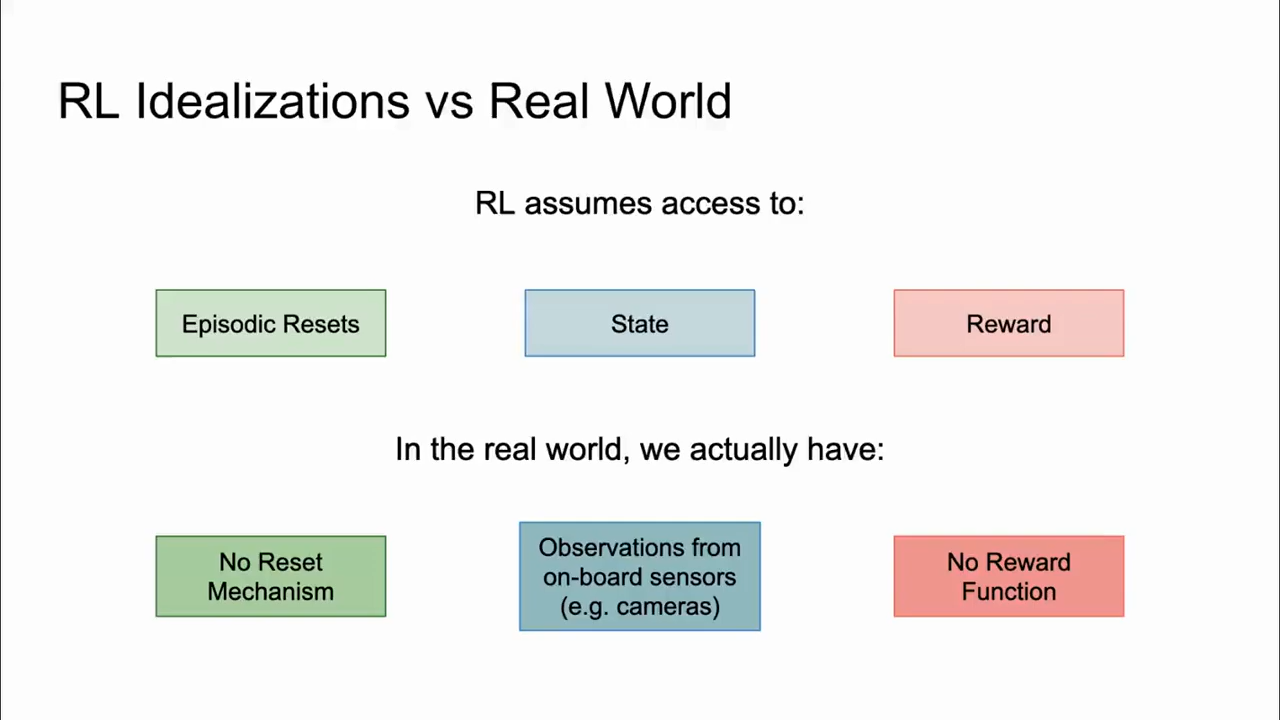 RL Idealizations vs Real World
RL assumes access to:
Episodic Resets
State
Reward
In the real world, we actually have:
No Reset
Mechanism
Observations from
on-board sensors
(e.g. cameras)
No Reward
Function